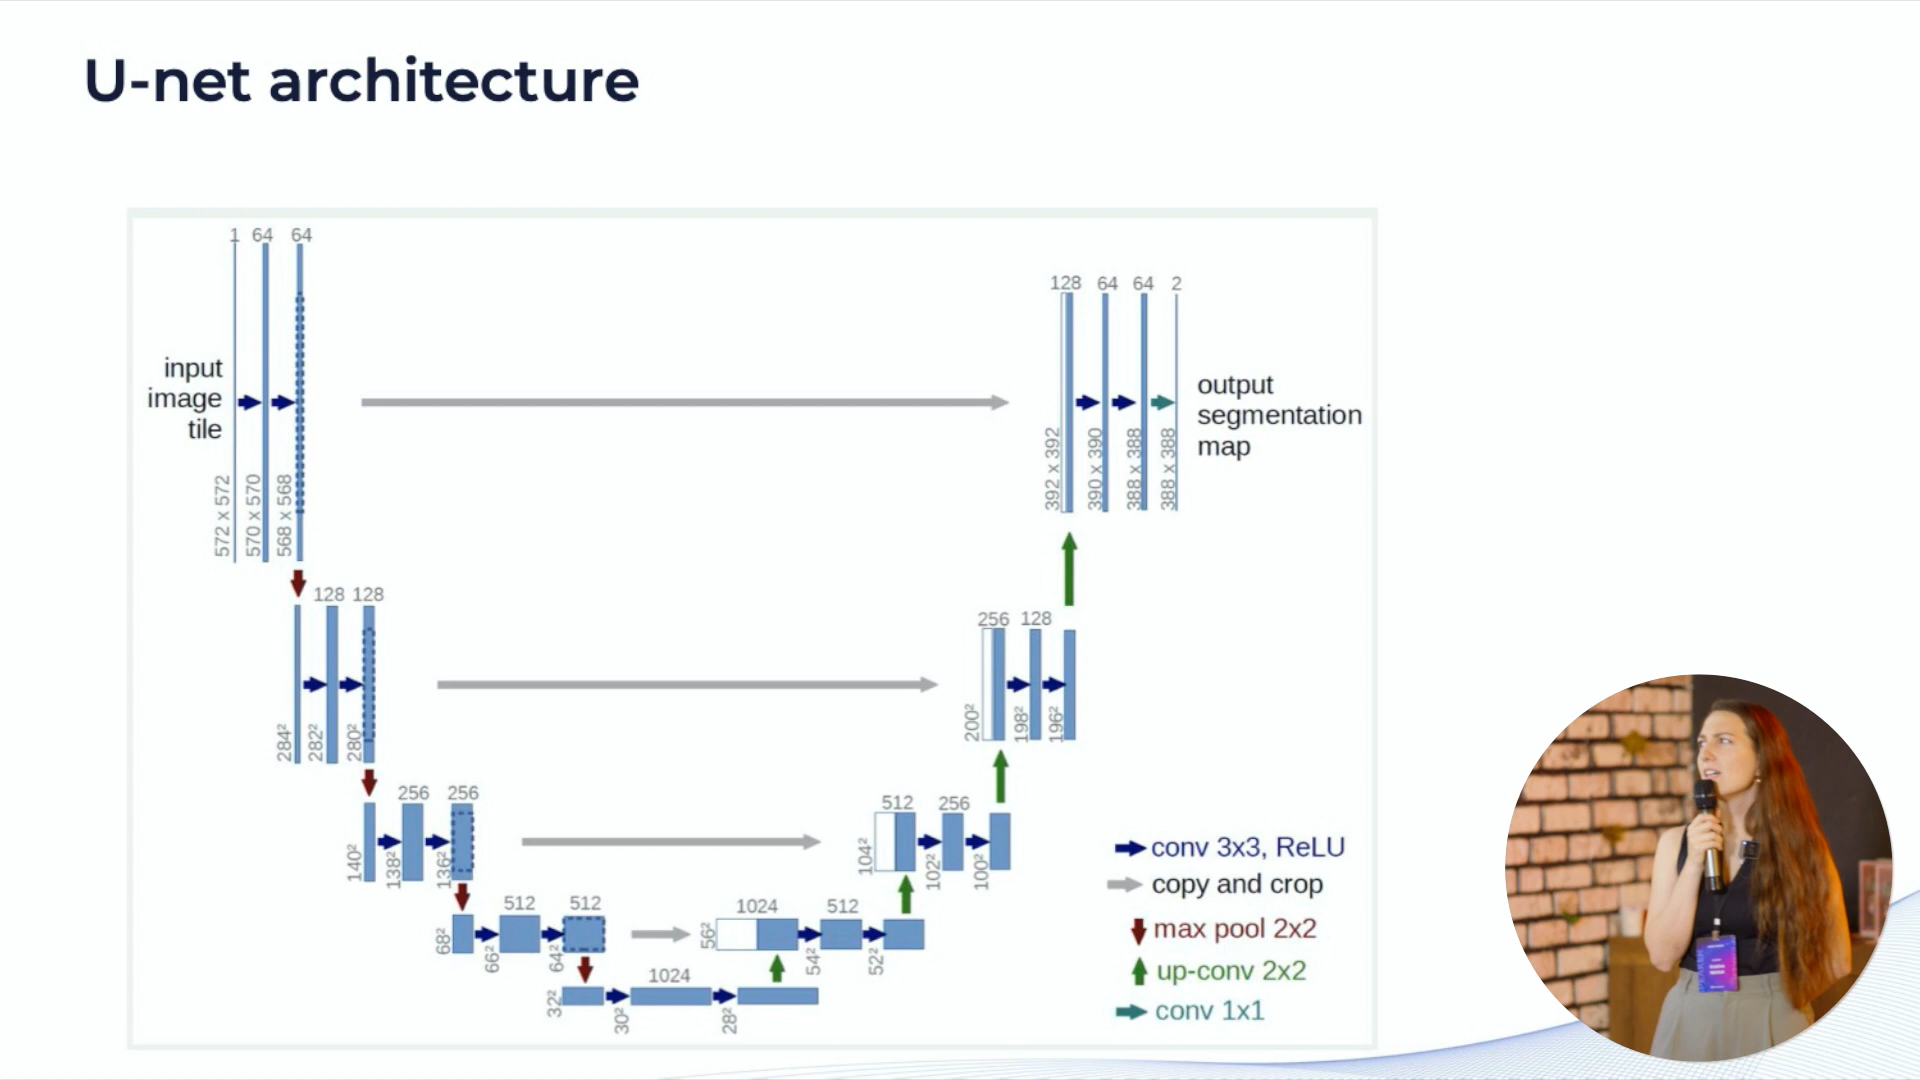 U-net architecture
1 64 64
128 64 64 2
input
image
tile
output
segmentation
map
572 x 572
570 x 570
568 x 568
392 x 392
390 x 390
388 x 388
388 x 388
128 128
256 128
284²
282²
280²
200²
198²
196²
256 256
512 256
140²
138²
136²
104²
102²
100²
512 512
1024 512
68²
66²
64²
56²
54²
52²
1024
32²
30²
28²
conv 3x3, ReLU
copy and crop
max pool 2x2
up-conv 2x2
conv 1x1